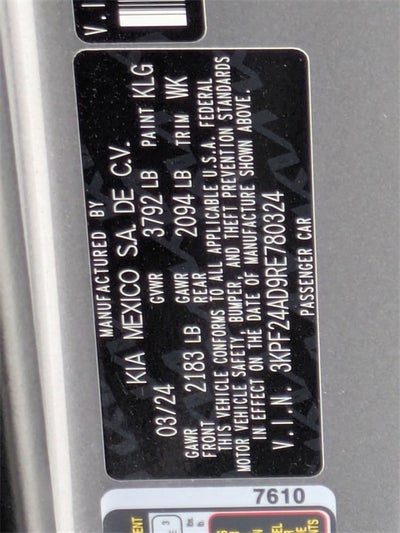 V.I
MANUFACTURED BY
KIA MEXICO S.A. DE C.V.
03/24 GVWR 3792 LB PAINT KLG
GAWR FRONT 2183 LB GAWR REAR 2094 LB TRIM WK
THIS VEHICLE CONFORMS TO ALL APPLICABLE U.S.A. FEDERAL
MOTOR VEHICLE SAFETY, BUMPER, AND THEFT PREVENTION STANDARDS
IN EFFECT ON THE DATE OF MANUFACTURE SHOWN ABOVE.
V.I.N. 3KPF24AD9RE780324
PASSENGER CAR
7610